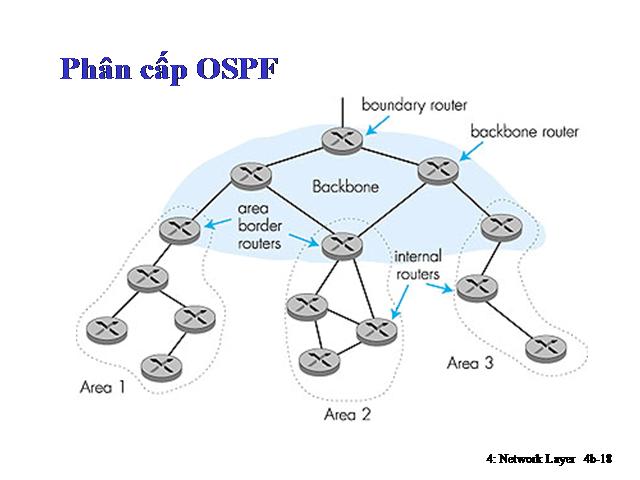 Phân cấp OSPF
boundary router
backbone router
Backbone
area
border
routers
internal
routers
Area 1
Area 2
Area 3
4: Network Layer 4b-18